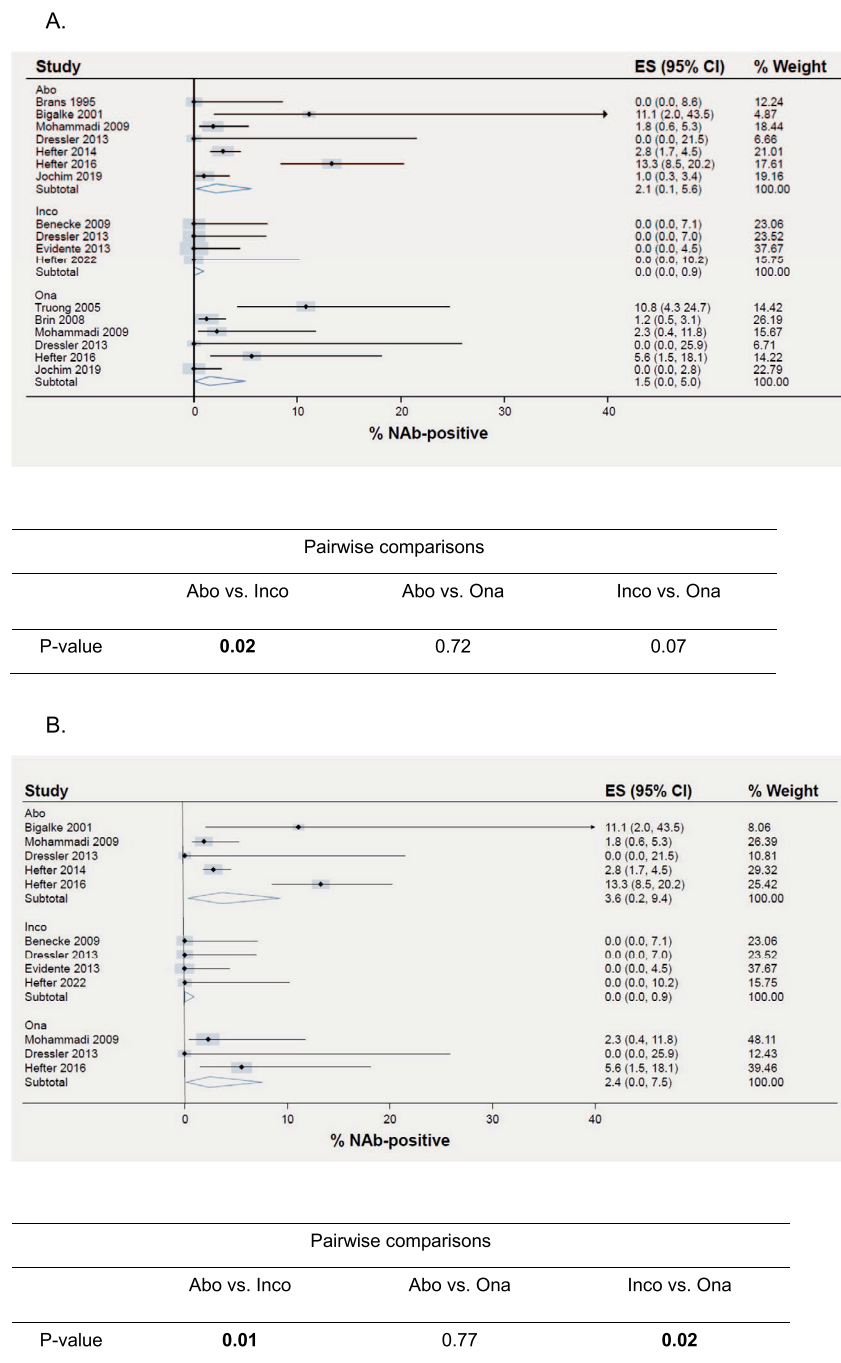 A.
Study ES (95% CI) % Weight
Abo
Brans 1995 0.0 (0.0, 8.6) 12.24
Bigalke 2001 11.1 (2.0, 43.5) 4.87
Mohammadi 2009 1.8 (0.6, 5.3) 18.44
Dressler 2013 0.0 (0.0, 21.5) 6.66
Hefter 2014 2.8 (1.7, 4.5) 21.01
Hefter 2016 13.3 (8.5, 20.2) 17.61
Jochim 2019 1.0 (0.3, 3.4) 19.16
Subtotal 2.1 (0.1, 5.6) 100.00
Inco
Benecke 2009 0.0 (0.0, 7.1) 23.06
Dressler 2013 0.0 (0.0, 7.0) 23.52
Evidente 2013 0.0 (0.0, 4.5) 37.67
Hefter 2022 0.0 (0.0, 10.2) 15.75
Subtotal 0.0 (0.0, 0.9) 100.00
Ona
Truong 2005 10.8 (4.3 24.7) 14.42
Brin 2008 1.2 (0.5, 3.1) 26.19
Mohammadi 2009 2.3 (0.4, 11.8) 15.67
Dressler 2013 0.0 (0.0, 25.9) 6.71
Hefter 2016 5.6 (1.5, 18.1) 14.22
Jochim 2019 0.0 (0.0, 2.8) 22.79
Subtotal 1.5 (0.0, 5.0) 100.00
0 10 20 30 40
% NAb-positive
Pairwise comparisons
Abo vs. Inco Abo vs. Ona Inco vs. Ona
P-value 0.02 0.72 0.07
B.
Study ES (95% CI) % Weight
Abo
Bigalke 2001 11.1 (2.0, 43.5) 8.06
Mohammadi 2009 1.8 (0.6, 5.3) 26.39
Dressler 2013 0.0 (0.0, 21.5) 10.81
Hefter 2014 2.8 (1.7, 4.5) 29.32
Hefter 2016 13.3 (8.5, 20.2) 25.42
Subtotal 3.6 (0.2, 9.4) 100.00
Inco
Benecke 2009 0.0 (0.0, 7.1) 23.06
Dressler 2013 0.0 (0.0, 7.0) 23.52
Evidente 2013 0.0 (0.0, 4.5) 37.67
Hefter 2022 0.0 (0.0, 10.2) 15.75
Subtotal 0.0 (0.0, 0.9) 100.00
Ona
Mohammadi 2009 2.3 (0.4, 11.8) 48.11
Dressler 2013 0.0 (0.0, 25.9) 12.43
Hefter 2016 5.6 (1.5, 18.1) 39.46
Subtotal 2.4 (0.0, 7.5) 100.00
0 10 20 30 40
% NAb-positive
Pairwise comparisons
Abo vs. Inco Abo vs. Ona Inco vs. Ona
P-value 0.01 0.77 0.02